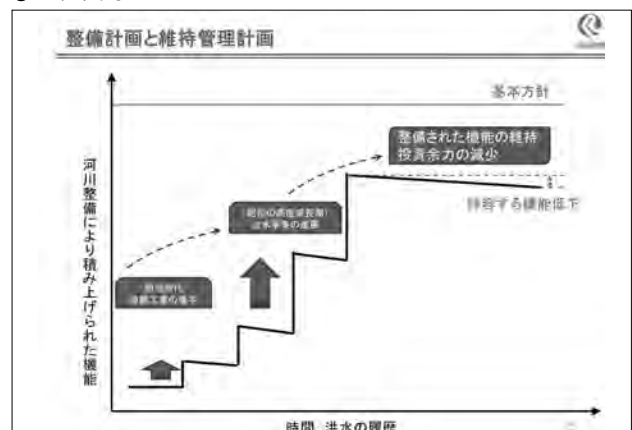 整備計画と維持管理計画
基本方針
整備された機能の維持
投資余力の減少
許容する機能低下
河川整備により積み上げられた機能
時間 洪水の履歴